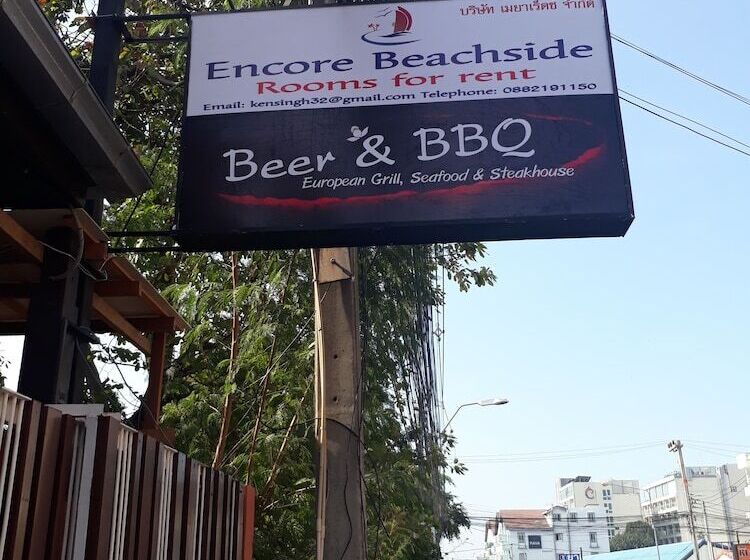 บริษัท เมยาเร็ดซ จำกัด
Encore Beachside
Rooms for rent
Email: kensingh32@gmail.com Telephone: 0882191150
Beer & BBQ
European Grill, Seafood & Steakhouse